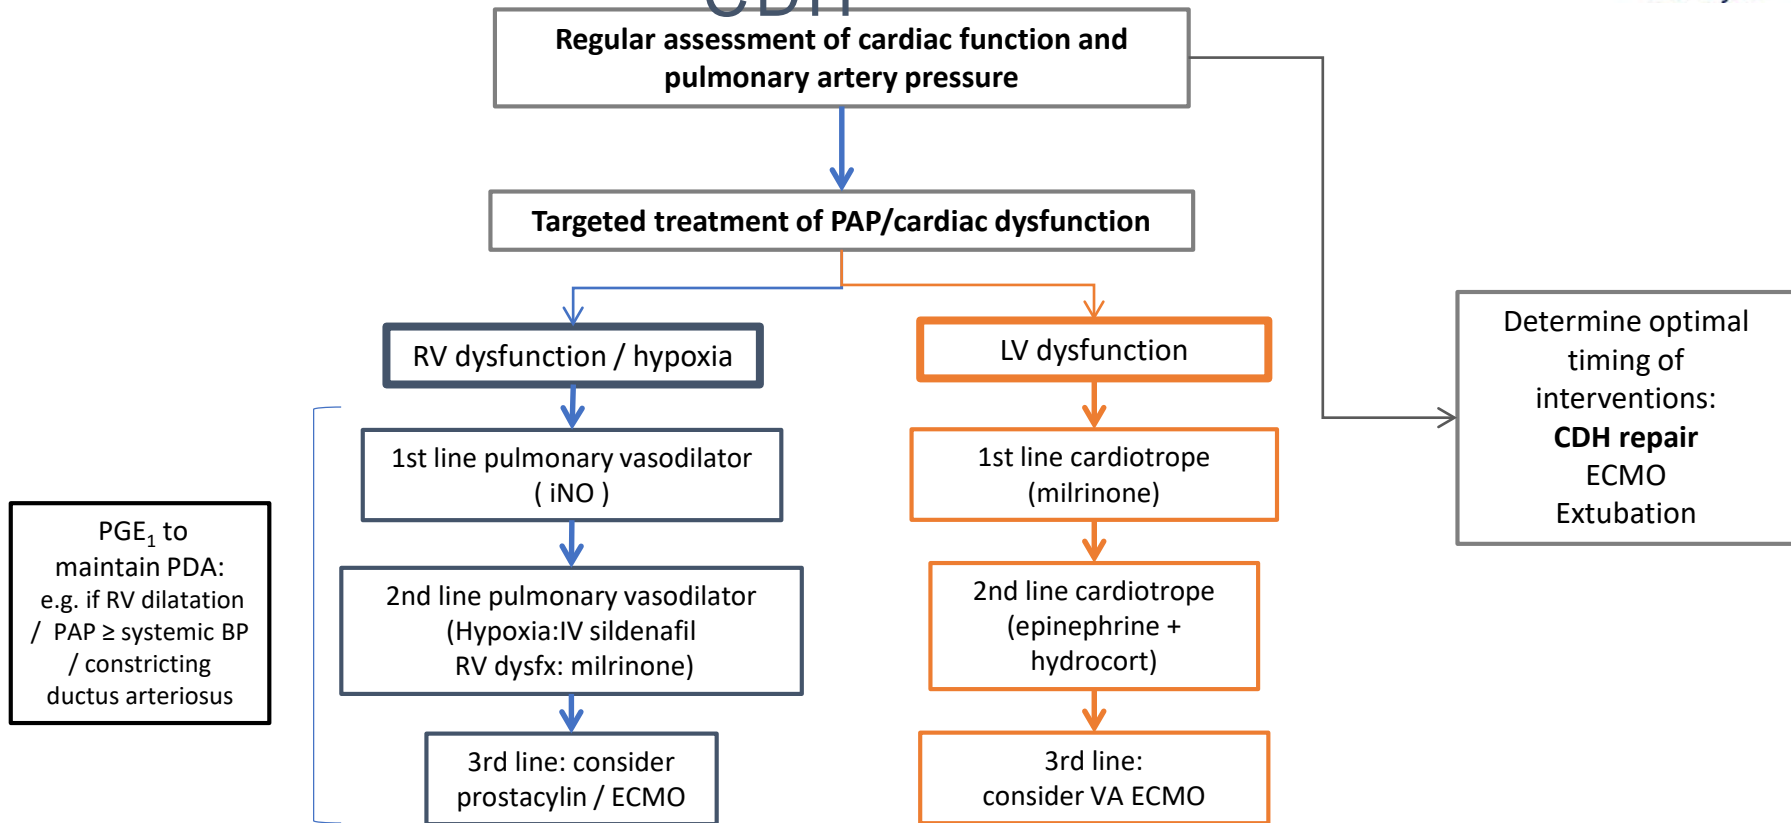 CDH
Regular assessment of cardiac function and
pulmonary artery pressure
Targeted treatment of PAP/cardiac dysfunction
RV dysfunction / hypoxia
1st line pulmonary vasodilator
( iNO )
2nd line pulmonary vasodilator
(Hypoxia:IV sildenafil
RV dysfx: milrinone)
3rd line: consider
prostacylin / ECMO
LV dysfunction
1st line cardiotrope
(milrinone)
2nd line cardiotrope
(epinephrine +
hydrocort)
3rd line:
consider VA ECMO
PGE₁ to
maintain PDA:
e.g. if RV dilatation
/ PAP ≥ systemic BP
/ constricting
ductus arteriosus
Determine optimal
timing of
interventions:
CDH repair
ECMO
Extubation